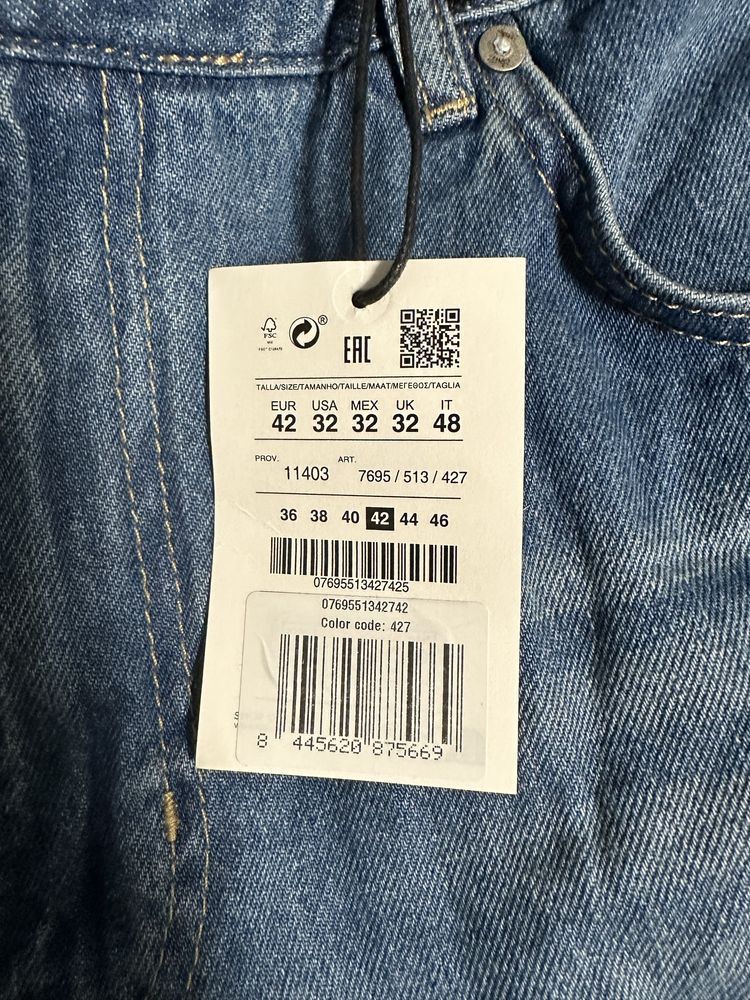 FSC
®
EAC
TALLA/SIZE/TAMANHO/TAILLE/MAAT/ΜΕΓΕΘΟΣ/TAGLIA
EUR USA MEX UK IT
42 32 32 32 48
PROV. 11403 ART. 7695 / 513 / 427
36 38 40 42 44 46
07695513427425
0769551342742
Color code: 427
8 445620 875669